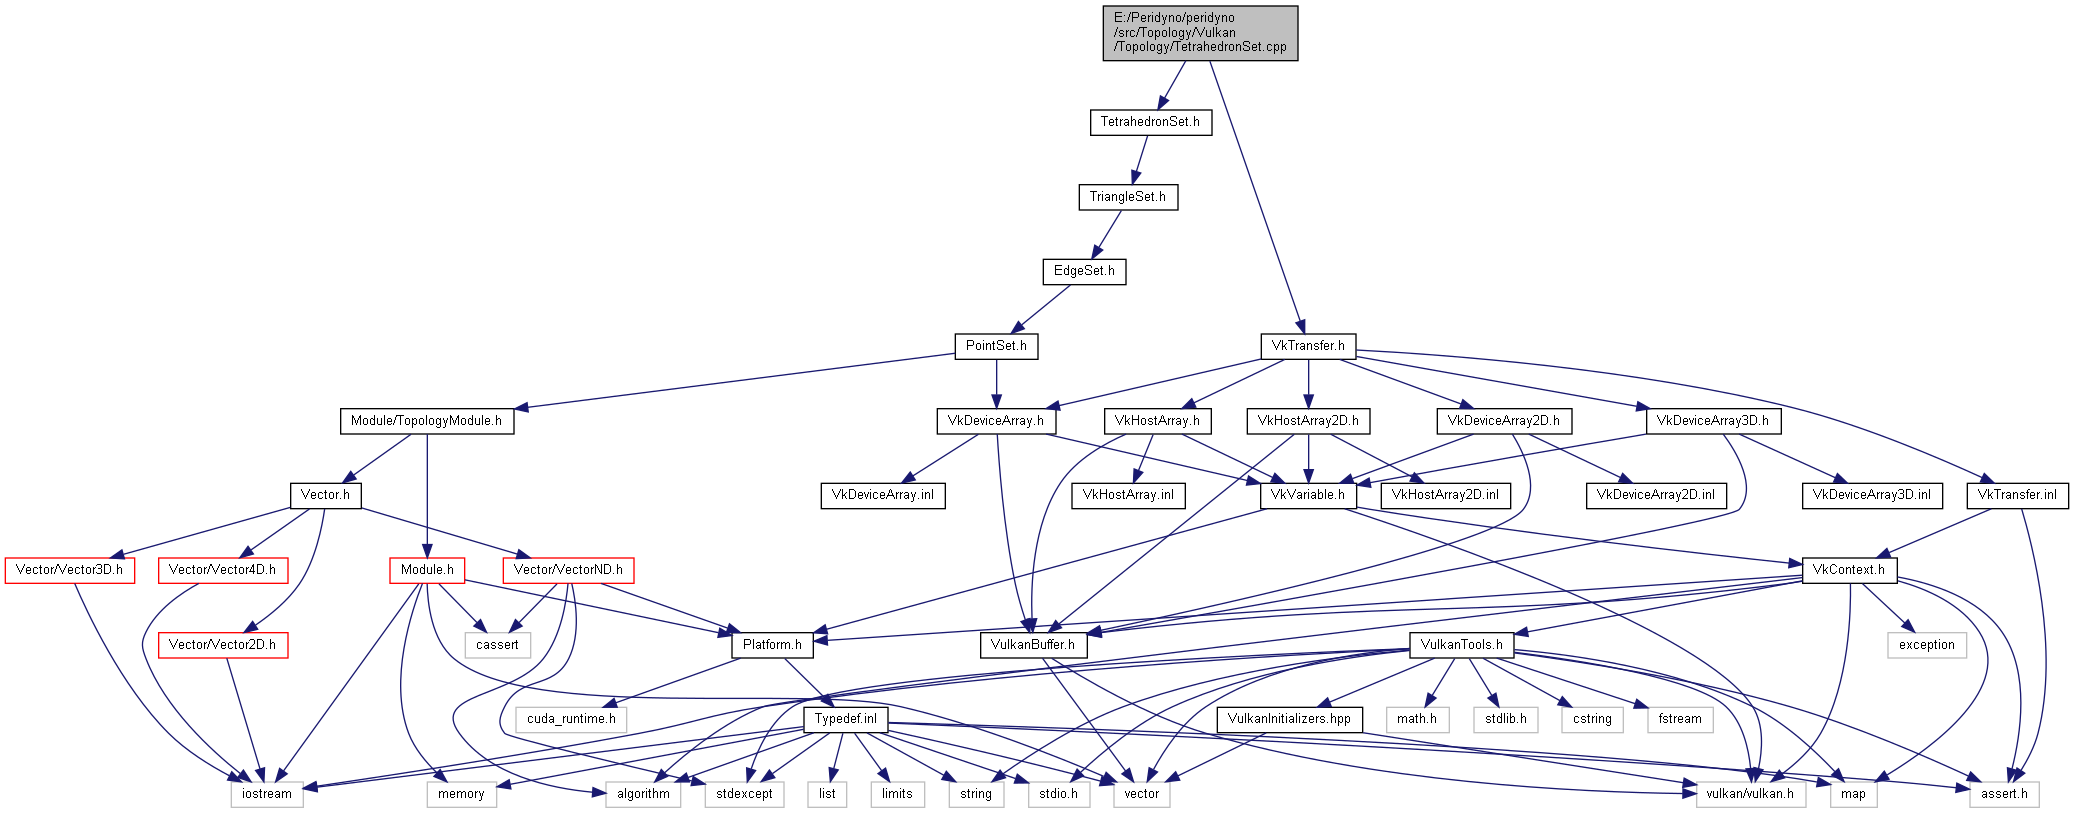 E:/Peridyno/peridyno
/src/Topology/Vulkan
/Topology/TetrahedronSet.cpp
TetrahedronSet.h
TriangleSet.h
EdgeSet.h
PointSet.h
VkTransfer.h
Module/TopologyModule.h
VkDeviceArray.h
VkHostArray.h
VkHostArray2D.h
VkDeviceArray2D.h
VkDeviceArray3D.h
Vector.h
VkDeviceArray.inl
VkHostArray.inl
VkVariable.h
VkHostArray2D.inl
VkDeviceArray2D.inl
VkDeviceArray3D.inl
VkTransfer.inl
Vector/Vector3D.h
Vector/Vector4D.h
Module.h
Vector/VectorND.h
VkContext.h
Vector/Vector2D.h
cassert
Platform.h
VulkanBuffer.h
VulkanTools.h
exception
cuda_runtime.h
Typedef.inl
VulkanInitializers.hpp
math.h
stdlib.h
cstring
fstream
iostream
memory
algorithm
stdexcept
list
limits
string
stdio.h
vector
vulkan/vulkan.h
map
assert.h